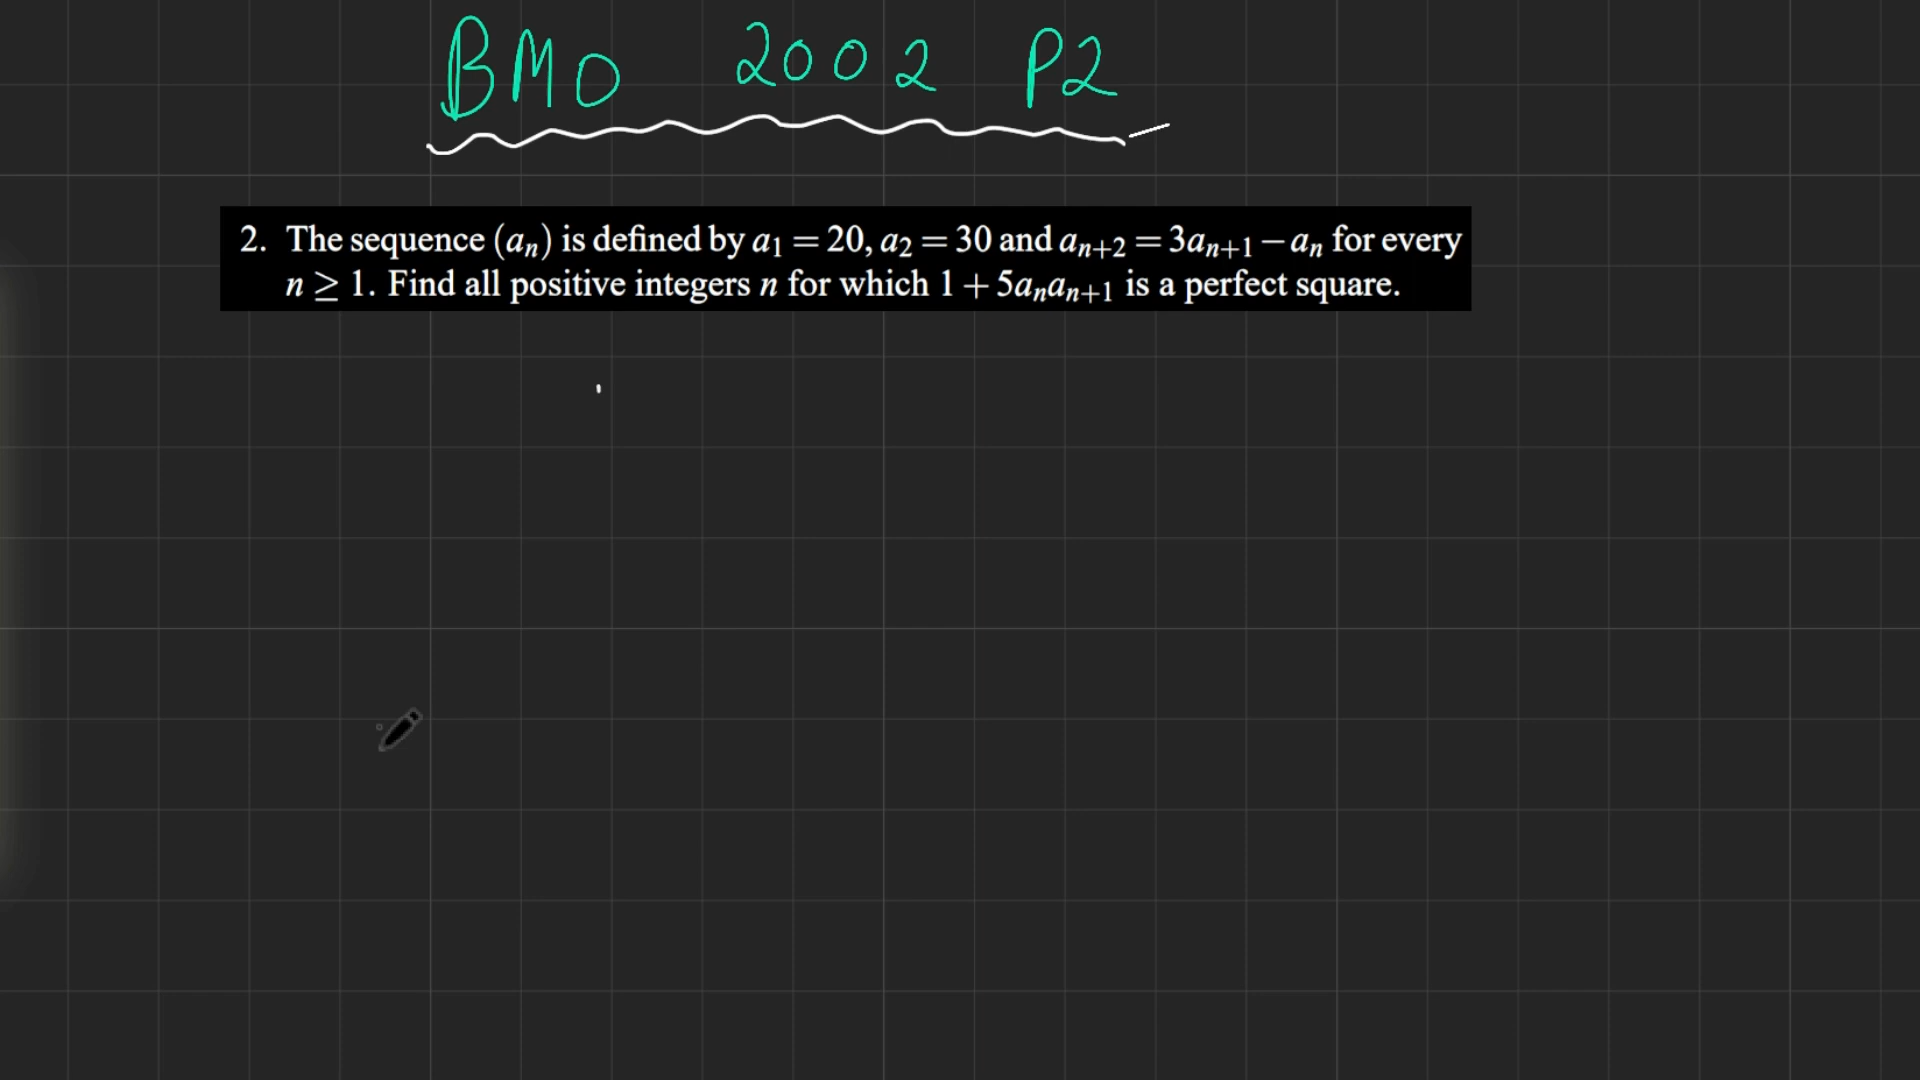 BMO 2002 P2
2. The sequence (aₙ) is defined by a₁ = 20, a₂ = 30 and aₙ₊₂ = 3aₙ₊₁ − aₙ for every
n ≥ 1. Find all positive integers n for which 1 + 5aₙaₙ₊₁ is a perfect square.